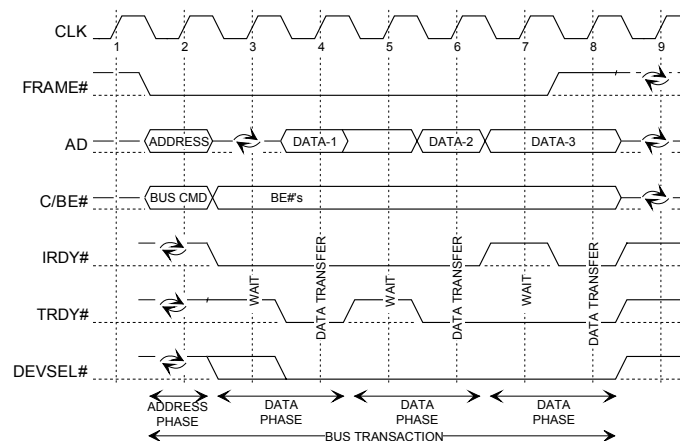 CLK
1 2 3 4 5 6 7 8 9
FRAME#
AD
ADDRESS DATA-1 DATA-2 DATA-3
C/BE#
BUS CMD BE#'s
IRDY#
WAIT
DATA TRANSFER
WAIT
DATA TRANSFER
WAIT
DATA TRANSFER
TRDY#
DEVSEL#
ADDRESS
PHASE
DATA
PHASE
DATA
PHASE
DATA
PHASE
BUS TRANSACTION